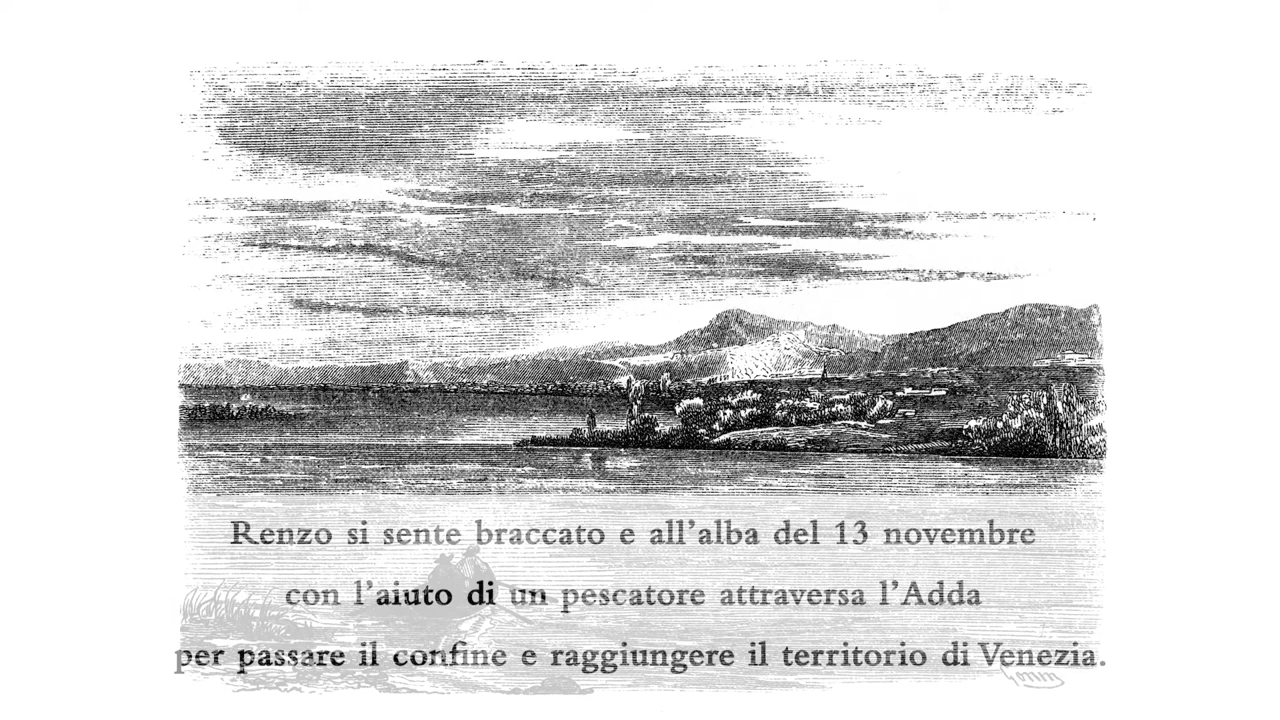 Renzo si sente braccato e all’alba del 13 novembre
con l’aiuto di un pescatore attraversa l’Adda
per passare il confine e raggiungere il territorio di Venezia.
Gonin